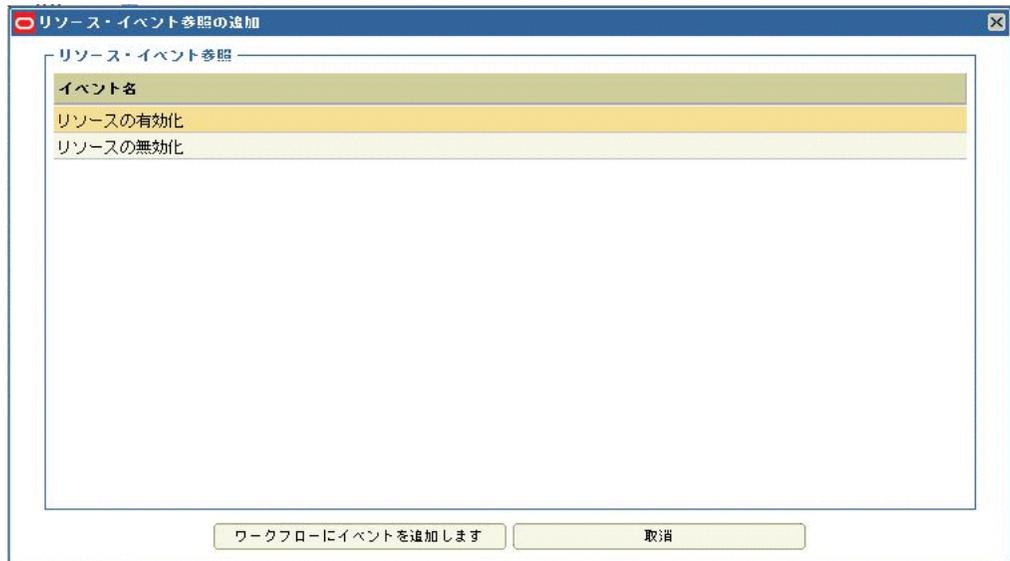 リソース・イベント参照の追加
リソース・イベント参照
イベント名
リソースの有効化
リソースの無効化
ワークフローにイベントを追加します
取消